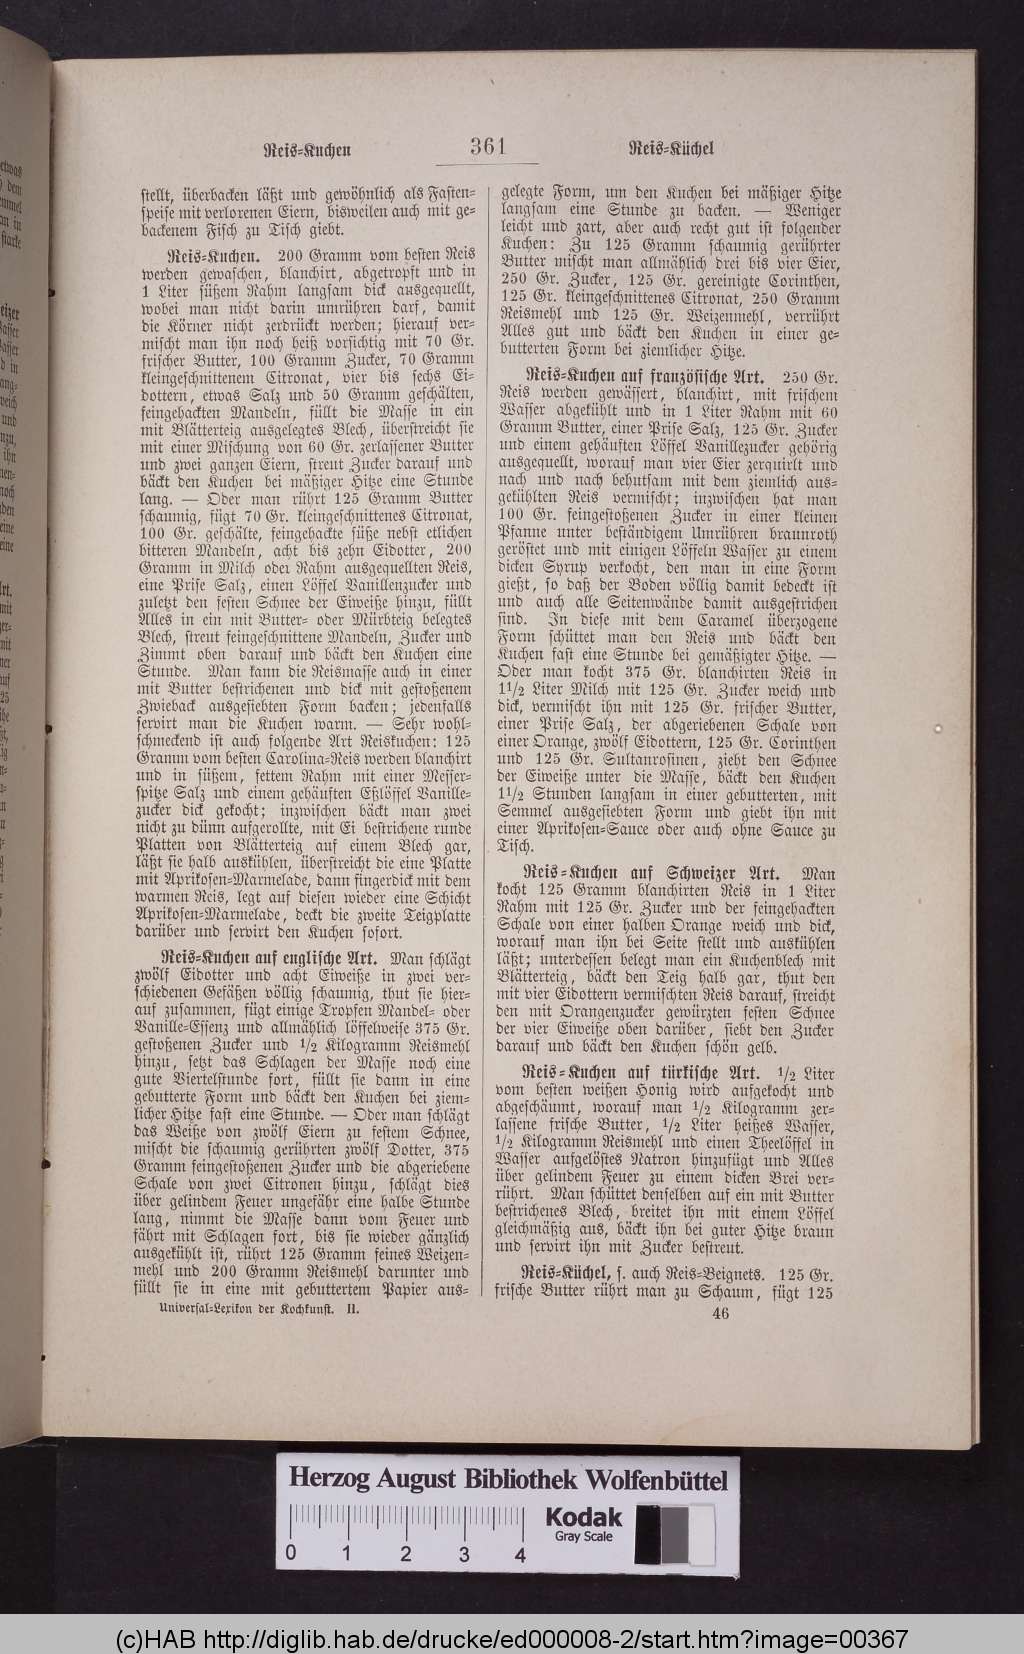 Reis-Kuchen
361
Reis-Küchel
stellt, überbacken läßt und gewöhnlich als Fasten-
speise mit verlorenen Eiern, bisweilen auch mit ge-
backenem Fisch zu Tisch giebt.
Reis-Kuchen. 200 Gramm vom besten Reis
werden gewaschen, blanchirt, abgetropft und in
1 Liter süßem Rahm langsam dick ausgequellt,
wobei man nicht darin umrühren darf, damit
die Körner nicht zerdrückt werden; hierauf ver-
mischt man ihn noch heiß vorsichtig mit 70 Gr.
frischer Butter, 100 Gramm Zucker, 70 Gramm
kleingeschnittenem Citronat, vier bis sechs Ei-
dottern, etwas Salz und 50 Gramm geschälten,
feingehackten Mandeln, füllt die Masse in ein
mit Blätterteig ausgelegtes Blech, überstreicht sie
mit einer Mischung von 60 Gr. zerlassener Butter
und zwei ganzen Eiern, streut Zucker darauf und
bäckt den Kuchen bei mäßiger Hitze eine Stunde
lang. — Oder man rührt 125 Gramm Butter
schaumig, fügt 70 Gr. kleingeschnittenes Citronat,
100 Gr. geschälte, feingehackte süße nebst etlichen
bitteren Mandeln, acht bis zehn Eidotter, 200
Gramm in Milch oder Rahm ausgequellten Reis,
eine Prise Salz, einen Löffel Vanillenzucker und
zuletzt den festen Schnee der Eiweiße hinzu, füllt
Alles in ein mit Butter- oder Mürbteig belegtes
Blech, streut feingeschnittene Mandeln, Zucker und
Zimmt oben darauf und bäckt den Kuchen eine
Stunde. Man kann die Reismasse auch in einer
mit Butter bestrichenen und dick mit gestoßenem
Zwieback ausgesiebten Form backen; jedenfalls
servirt man die Kuchen warm. — Sehr wohl-
schmeckend ist auch folgende Art Reiskuchen: 125
Gramm vom besten Carolina-Reis werden blanchirt
und in süßem, fettem Rahm mit einer Messer-
spitze Salz und einem gehäuften Eßlöffel Vanille-
zucker dick gekocht; inzwischen bäckt man zwei
nicht zu dünn aufgerollte, mit Ei bestrichene runde
Platten von Blätterteig auf einem Blech gar,
läßt sie halb auskühlen, überstreicht die eine Platte
mit Aprikosen-Marmelade, dann fingerdick mit dem
warmen Reis, legt auf diesen wieder eine Schicht
Aprikosen-Marmelade, deckt die zweite Teigplatte
darüber und servirt den Kuchen sofort.
Reis-Kuchen auf englische Art. Man schlägt
zwölf Eidotter und acht Eiweiße in zwei ver-
schiedenen Gefäßen völlig schaumig, thut sie hier-
auf zusammen, fügt einige Tropfen Mandel- oder
Vanille-Essenz und allmählich löffelweise 375 Gr.
gestoßenen Zucker und 1/2 Kilogramm Reismehl
hinzu, setzt das Schlagen der Masse noch eine
gute Viertelstunde fort, füllt sie dann in eine
gebutterte Form und bäckt den Kuchen bei ziem-
licher Hitze fast eine Stunde. — Oder man schlägt
das Weiße von zwölf Eiern zu festem Schnee,
mischt die schaumig gerührten zwölf Dotter, 375
Gramm feingestoßenen Zucker und die abgeriebene
Schale von zwei Citronen hinzu, schlägt dies
über gelindem Feuer ungefähr eine halbe Stunde
lang, nimmt die Masse dann vom Feuer und
fährt mit Schlagen fort, bis sie wieder gänzlich
ausgekühlt ist, rührt 125 Gramm feines Weizen-
mehl und 200 Gramm Reismehl darunter und
füllt sie in eine mit gebuttertem Papier aus-
Universal-Lexikon der Kochkunst. II.
gelegte Form, um den Kuchen bei mäßiger Hitze
langsam eine Stunde zu backen. — Weniger
leicht und zart, aber auch recht gut ist folgender
Kuchen: Zu 125 Gramm schaumig gerührter
Butter mischt man allmählich drei bis vier Eier,
250 Gr. Zucker, 125 Gr. gereinigte Corinthen,
125 Gr. kleingeschnittenes Citronat, 250 Gramm
Reismehl und 125 Gr. Weizenmehl, verrührt
Alles gut und bäckt den Kuchen in einer ge-
butterten Form bei ziemlicher Hitze.
Reis-Kuchen auf französische Art. 250 Gr.
Reis werden gewässert, blanchirt, mit frischem
Wasser abgekühlt und in 1 Liter Rahm mit 60
Gramm Butter, einer Prise Salz, 125 Gr. Zucker
und einem gehäuften Löffel Vanillezucker gehörig
ausgequellt, worauf man vier Eier zerquirlt und
nach und nach behutsam mit dem ziemlich aus-
gekühlten Reis vermischt; inzwischen hat man
100 Gr. feingestoßenen Zucker in einer kleinen
Pfanne unter beständigem Umrühren braunroth
geröstet und mit einigen Löffeln Wasser zu einem
dicken Syrup verkocht, den man in eine Form
gießt, so daß der Boden völlig damit bedeckt ist
und auch alle Seitenwände damit ausgestrichen
sind. In diese mit dem Caramel überzogene
Form schüttet man den Reis und bäckt den
Kuchen fast eine Stunde bei gemäßigter Hitze. —
Oder man kocht 375 Gr. blanchirten Reis in
1 1/2 Liter Milch mit 125 Gr. Zucker weich und
dick, vermischt ihn mit 125 Gr. frischer Butter,
einer Prise Salz, der abgeriebenen Schale von
einer Orange, zwölf Eidottern, 125 Gr. Corinthen
und 125 Gr. Sultanrosinen, zieht den Schnee
der Eiweiße unter die Masse, bäckt den Kuchen
1 1/2 Stunden langsam in einer gebutterten, mit
Semmel ausgesiebten Form und giebt ihn mit
einer Aprikosen-Sauce oder auch ohne Sauce zu
Tisch.
Reis-Kuchen auf Schweizer Art. Man
kocht 125 Gramm blanchirten Reis in 1 Liter
Rahm mit 125 Gr. Zucker und der feingehackten
Schale von einer halben Orange weich und dick,
worauf man ihn bei Seite stellt und auskühlen
läßt; unterdessen belegt man ein Kuchenblech mit
Blätterteig, bäckt den Teig halb gar, thut den
mit vier Eidottern vermischten Reis darauf, streicht
den mit Orangenzucker gewürzten festen Schnee
der vier Eiweiße oben darüber, siebt den Zucker
darauf und bäckt den Kuchen schön gelb.
Reis-Kuchen auf türkische Art. 1/2 Liter
vom besten weißen Honig wird aufgekocht und
abgeschäumt, worauf man 1/2 Kilogramm zer-
lassene frische Butter, 1/2 Liter heißes Wasser,
1/2 Kilogramm Reismehl und einen Theelöffel in
Wasser aufgelöstes Natron hinzufügt und Alles
über gelindem Feuer zu einem dicken Brei ver-
rührt. Man schüttet denselben auf ein mit Butter
bestrichenes Blech, breitet ihn mit einem Löffel
gleichmäßig aus, bäckt ihn bei guter Hitze braun
und servirt ihn mit Zucker bestreut.
Reis-Küchel, s. auch Reis-Beignets. 125 Gr.
frische Butter rührt man zu Schaum, fügt 125
46
Herzog August Bibliothek Wolfenbüttel
Kodak
Gray Scale
0 1 2 3 4
(c)HAB http://diglib.hab.de/drucke/ed000008-2/start.htm?image=00367